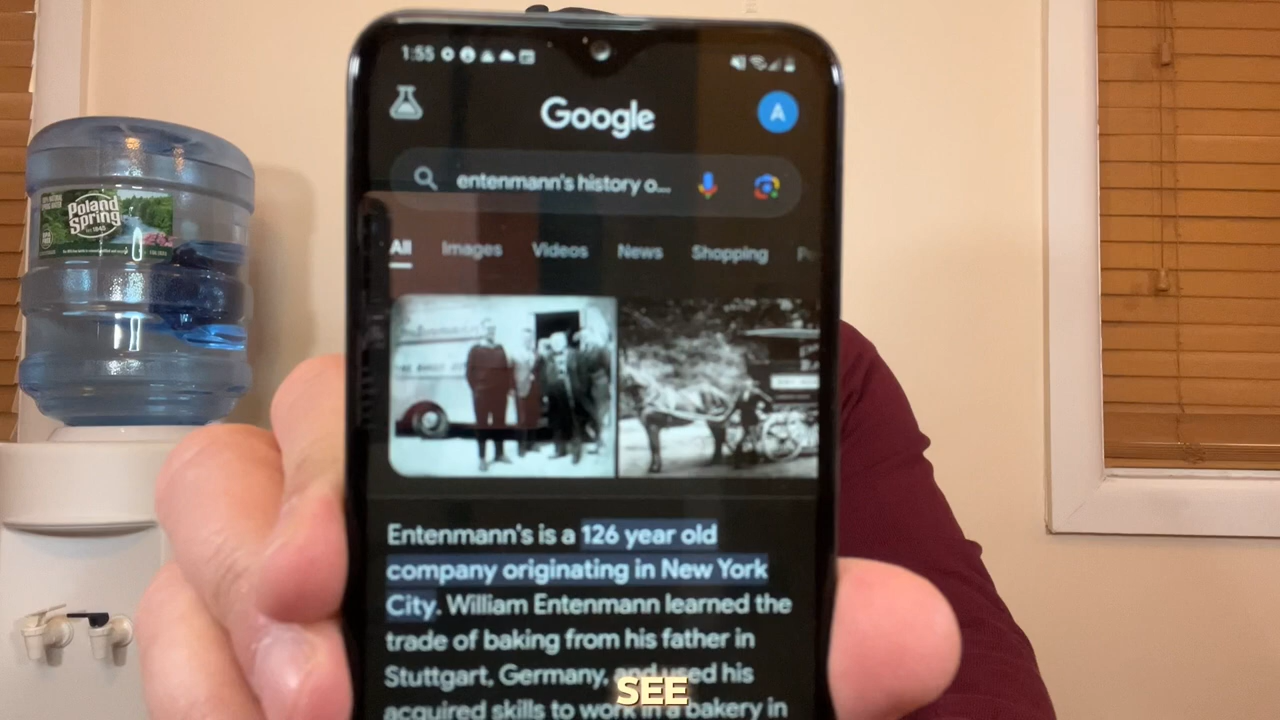 1:55
Google
A
entenmann's history o...
All Images Videos News Shopping
Entenmann's is a 126 year old
company originating in New York
City. William Entenmann learned the
trade of baking from his father in
Stuttgart, Germany, and used his
acquired skills to work in a bakery in
SEE
Poland
Spring